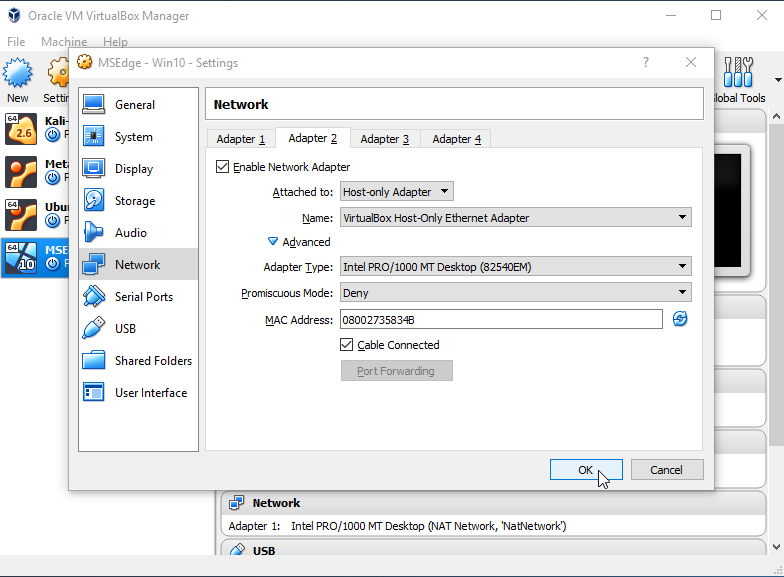 Oracle VM VirtualBox Manager
File Machine Help
MSEdge - Win10 - Settings
?
New
Global Tools
64
2.6
Kali-
64
64
64
10
General
System
Display
Storage
Audio
Network
Serial Ports
USB
Shared Folders
User Interface
Network
Adapter 1 Adapter 2 Adapter 3 Adapter 4
Enable Network Adapter
Attached to: Host-only Adapter
Name: VirtualBox Host-Only Ethernet Adapter
Advanced
Adapter Type: Intel PRO/1000 MT Desktop (82540EM)
Promiscuous Mode: Deny
MAC Address: 08002735834B
Cable Connected
Port Forwarding
OK Cancel
Network
Adapter 1: Intel PRO/1000 MT Desktop (NAT Network, 'NatNetwork')
USB